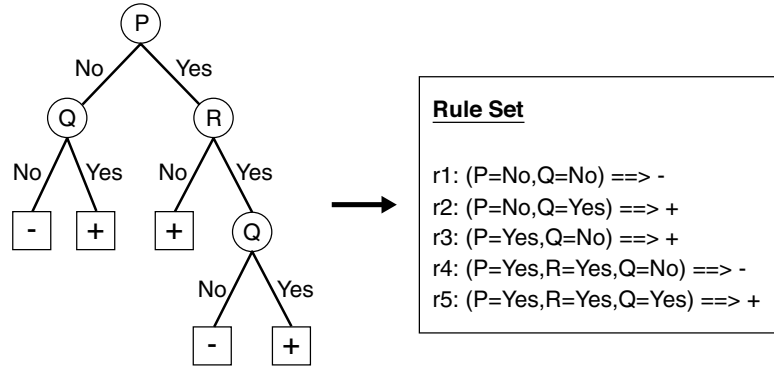 P
No Yes
Q R
No Yes No Yes
- + + Q
No Yes
- +
Rule Set
r1: (P=No,Q=No) ==> -
r2: (P=No,Q=Yes) ==> +
r3: (P=Yes,Q=No) ==> +
r4: (P=Yes,R=Yes,Q=No) ==> -
r5: (P=Yes,R=Yes,Q=Yes) ==> +